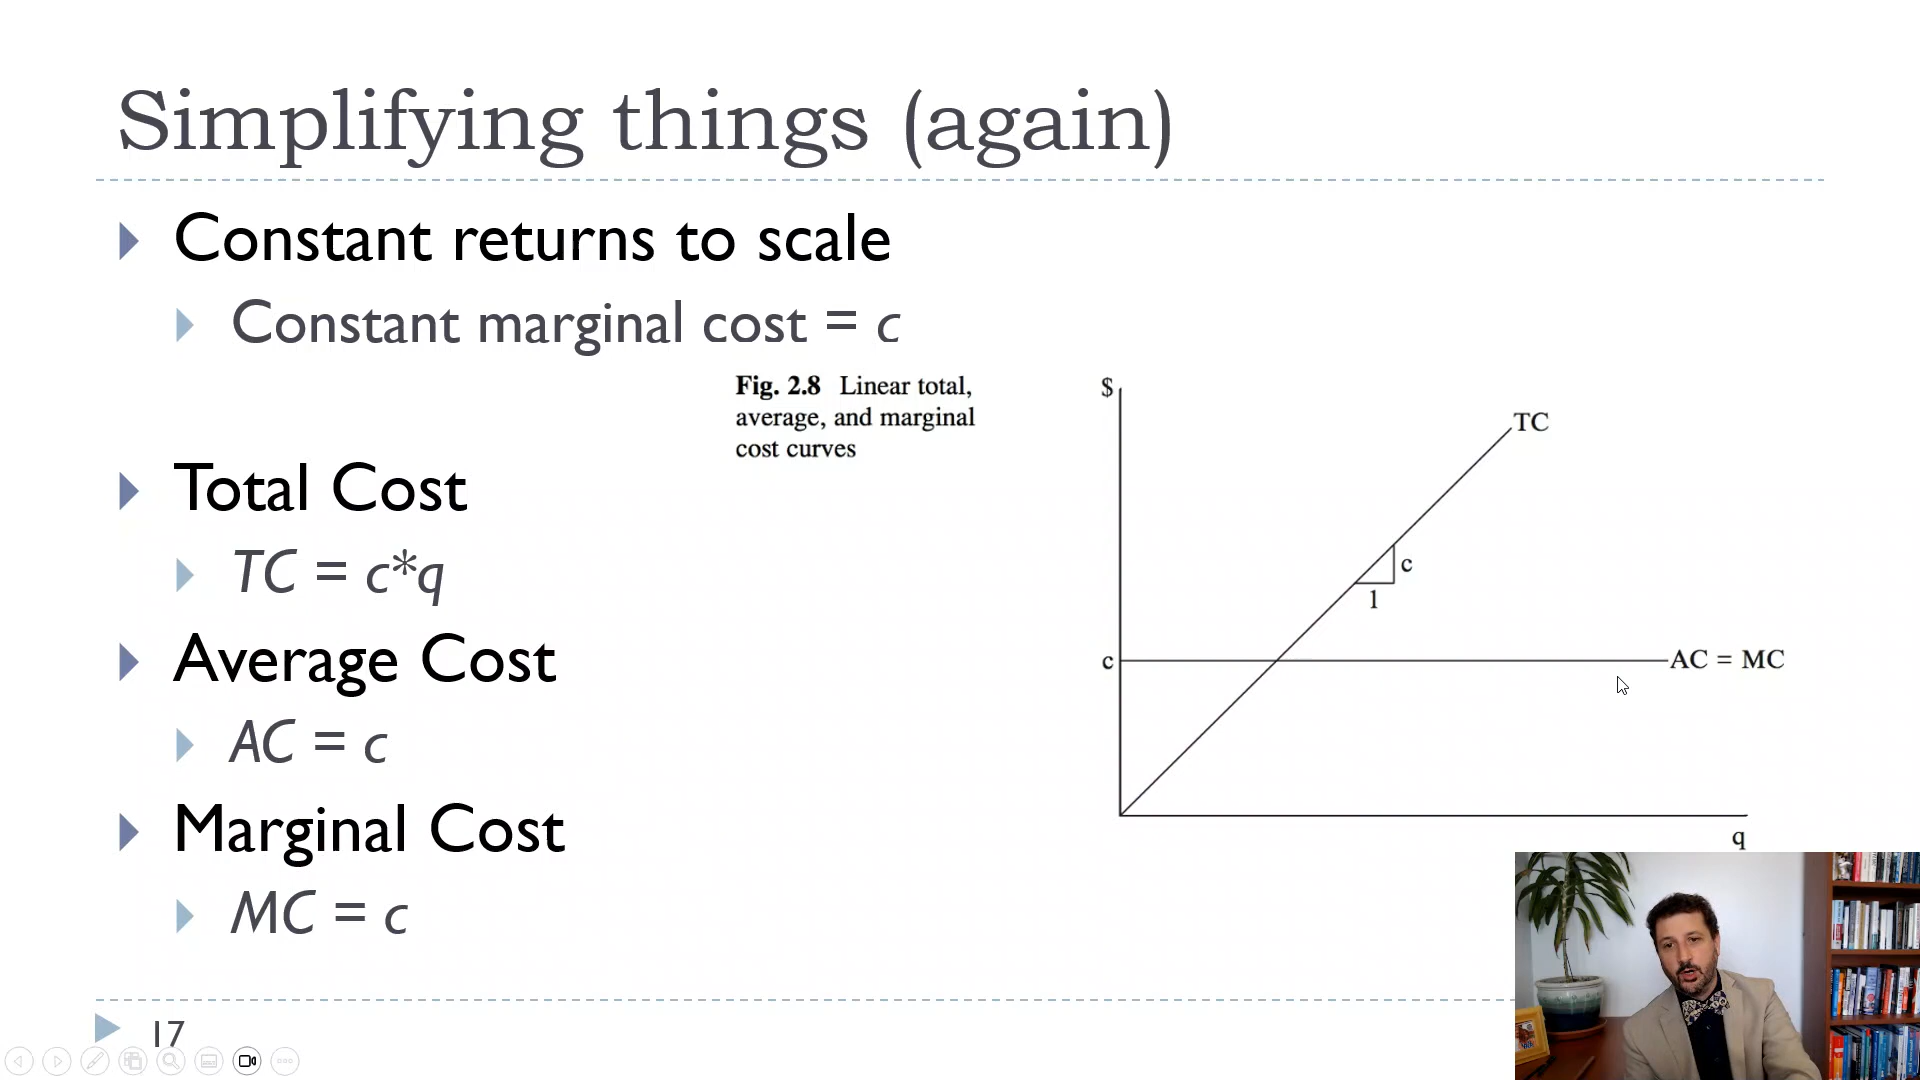 Simplifying things (again)
Constant returns to scale
Constant marginal cost = c
Fig. 2.8 Linear total,
average, and marginal
cost curves
Total Cost
TC = c*q
Average Cost
AC = c
Marginal Cost
MC = c
$
TC
c
1
c
AC = MC
q
17